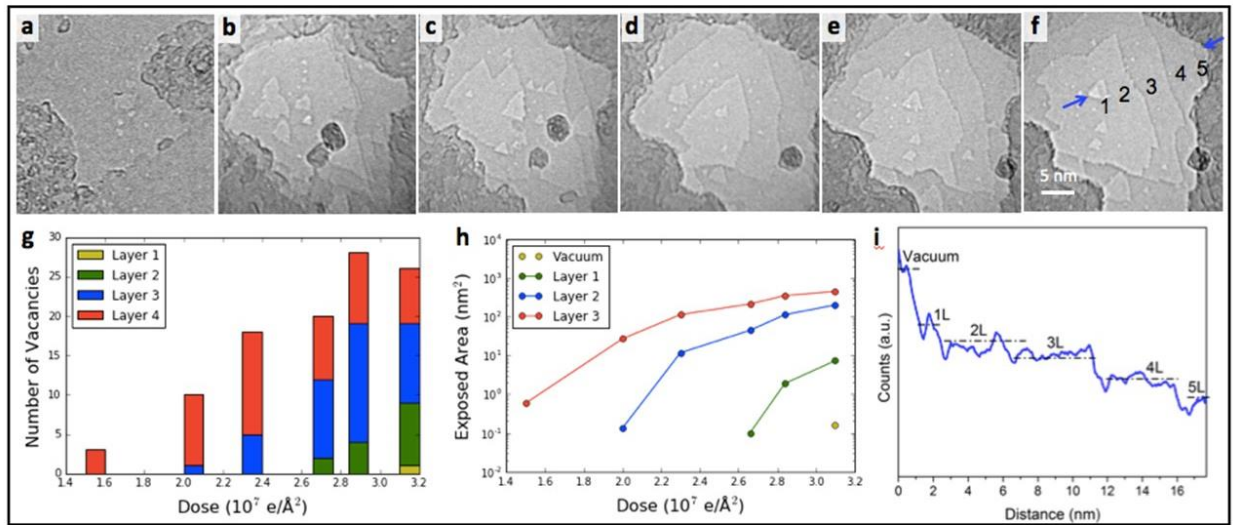 a b c d e f
1 2 3 4 5
5 nm
g
30
25
20
15
10
5
0
Number of Vacancies
Layer 1
Layer 2
Layer 3
Layer 4
1.4 1.6 1.8 2.0 2.2 2.4 2.6 2.8 3.0 3.2
Dose (10⁷ e/Å²)
h
10⁴
10³
10²
10¹
10⁰
10⁻¹
10⁻²
Exposed Area (nm²)
Vacuum
Layer 1
Layer 2
Layer 3
1.4 1.6 1.8 2.0 2.2 2.4 2.6 2.8 3.0 3.2
Dose (10⁷ e/Å²)
i
Counts (a.u.)
Vacuum
1L
2L
3L
4L
5L
0 2 4 6 8 10 12 14 16
Distance (nm)